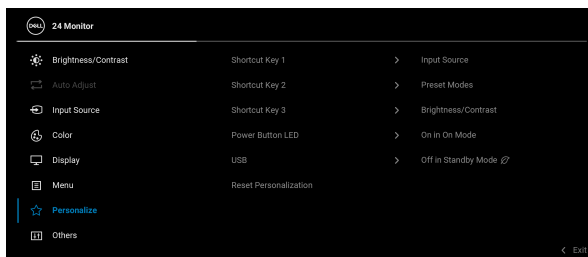 DELL 24 Monitor
Brightness/Contrast Shortcut Key 1 > Input Source
Auto Adjust Shortcut Key 2 > Preset Modes
Input Source Shortcut Key 3 > Brightness/Contrast
Color Power Button LED > On in On Mode
Display USB > Off in Standby Mode
Menu Reset Personalization
Personalize
Others
< Exit